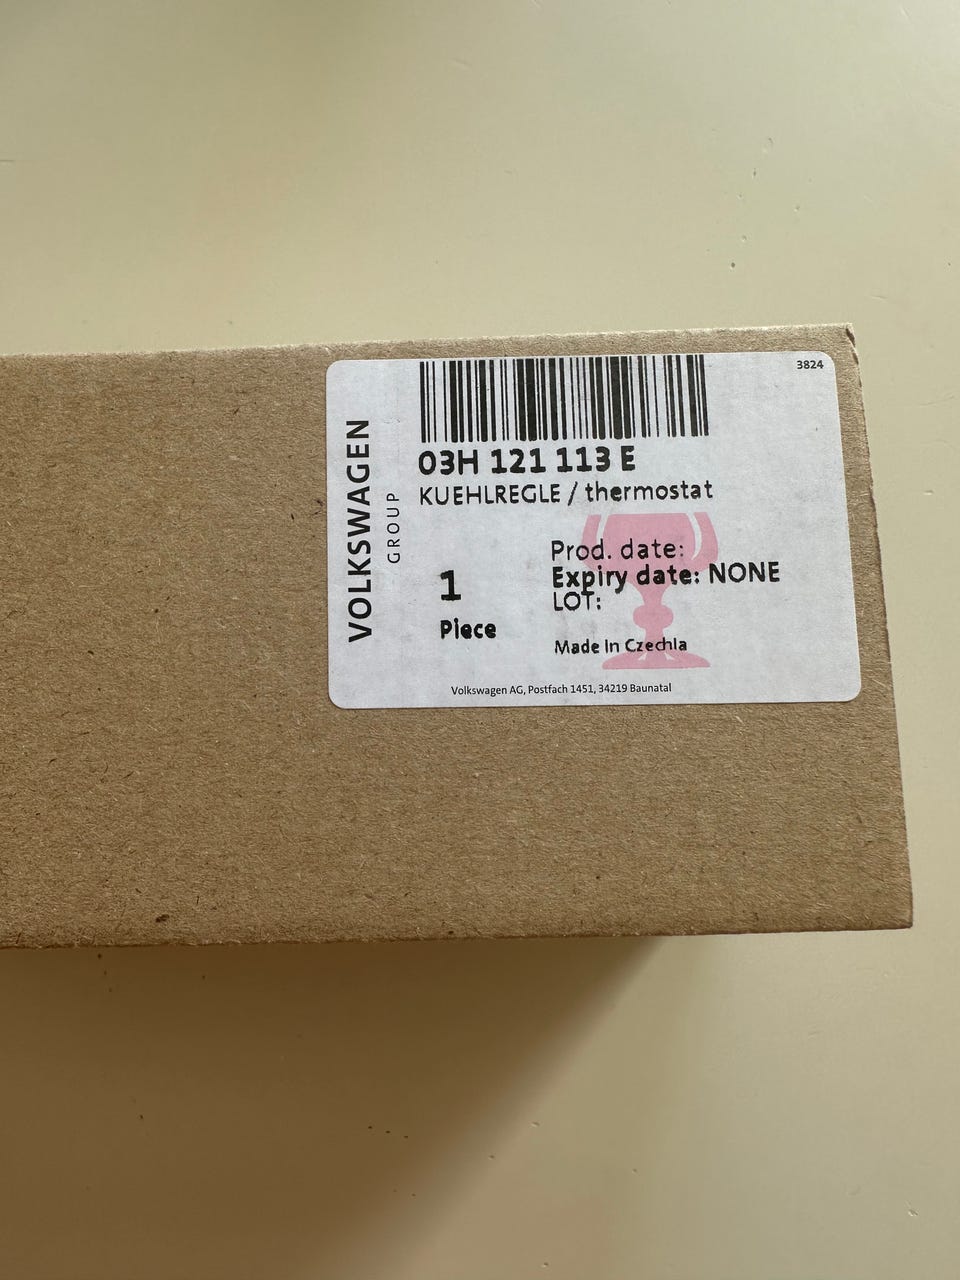 3824
VOLKSWAGEN
GROUP
03H 121 113 E
KUEHLREGLE / thermostat
Prod. date:
Expiry date: NONE
LOT:
1
Piece
Made In Czechia
Volkswagen AG, Postfach 1451, 34219 Baunatal